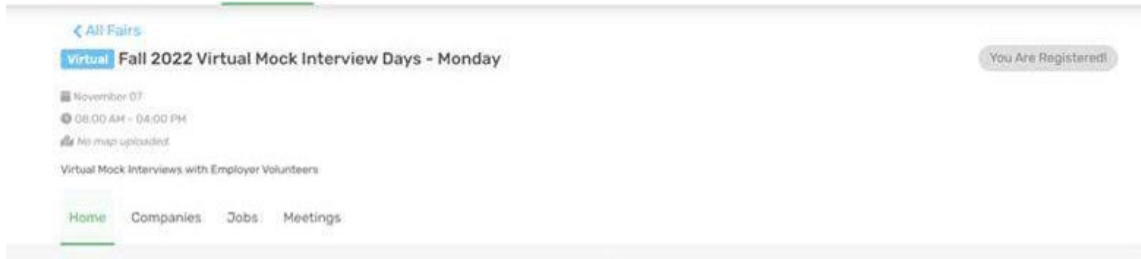 All Fairs
Virtual Fall 2022 Virtual Mock Interview Days - Monday
You Are Registered!
November 07
08:00 AM - 04:00 PM
No map uploaded
Virtual Mock Interviews with Employer Volunteers
Home Companies Jobs Meetings